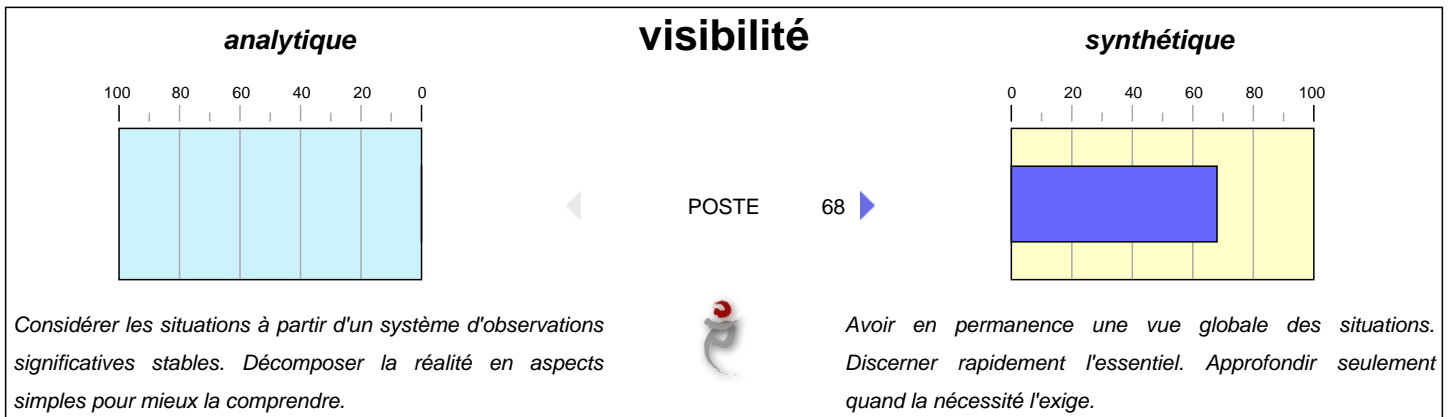 visibilité
analytique
synthétique
100 80 60 40 20 0
0 20 40 60 80 100
POSTE 68
Considérer les situations à partir d'un système d'observations
significatives stables. Décomposer la réalité en aspects
simples pour mieux la comprendre.
Avoir en permanence une vue globale des situations.
Discerner rapidement l'essentiel. Approfondir seulement
quand la nécessité l'exige.